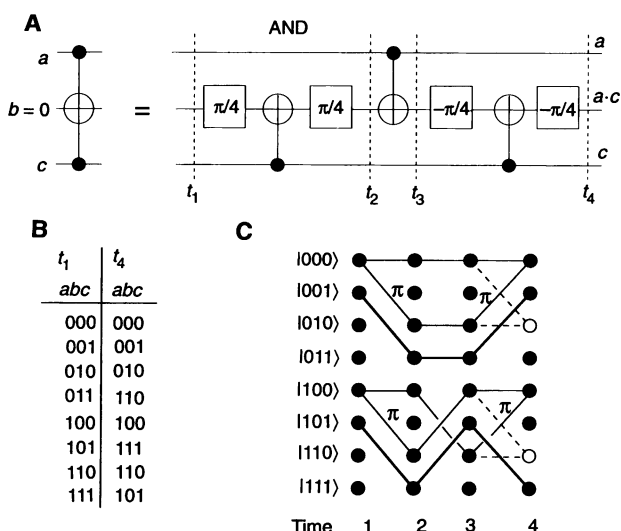 A
AND
a
b = 0
c
=
π/4
π/4
−π/4
−π/4
a
a·c
c
t1
t2
t3
t4
B
t1 t4
abc abc
000 000
001 001
010 010
011 110
100 100
101 111
110 110
111 101
C
|000⟩
|001⟩ π π
|010⟩
|011⟩
|100⟩
π π
|101⟩
|110⟩
|111⟩
Time 1 2 3 4